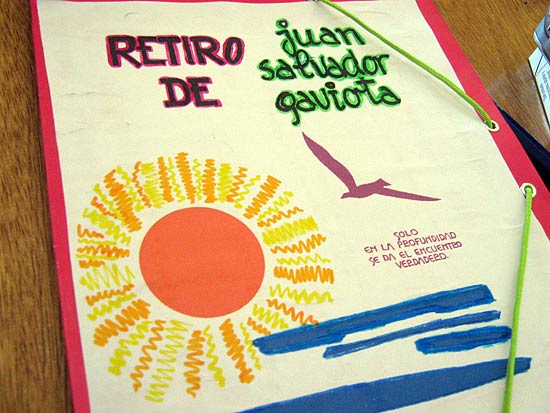 RETIRO
DE
juan
salvador
gaviota
SOLO
EN LA PROFUNDIDAD
SE DA EL ENCUENTRO
VERDADERO.